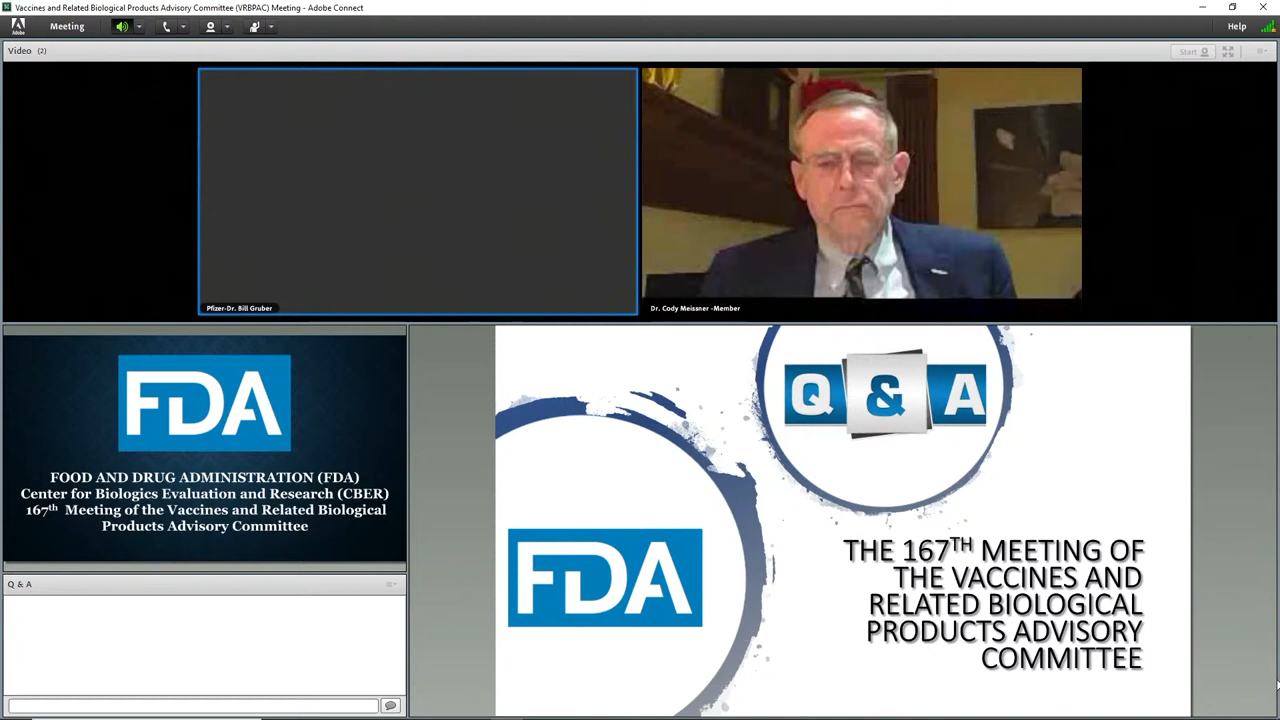 Vaccines and Related Biological Products Advisory Committee (VRBPAC) Meeting - Adobe Connect
Adobe
Meeting
Help
Video (2)
Start
Pfizer-Dr. Bill Gruber
Dr. Cody Meissner -Member
FDA
FOOD AND DRUG ADMINISTRATION (FDA)
Center for Biologics Evaluation and Research (CBER)
167th Meeting of the Vaccines and Related Biological
Products Advisory Committee
Q & A
Q & A
FDA
THE 167TH MEETING OF
THE VACCINES AND
RELATED BIOLOGICAL
PRODUCTS ADVISORY
COMMITTEE